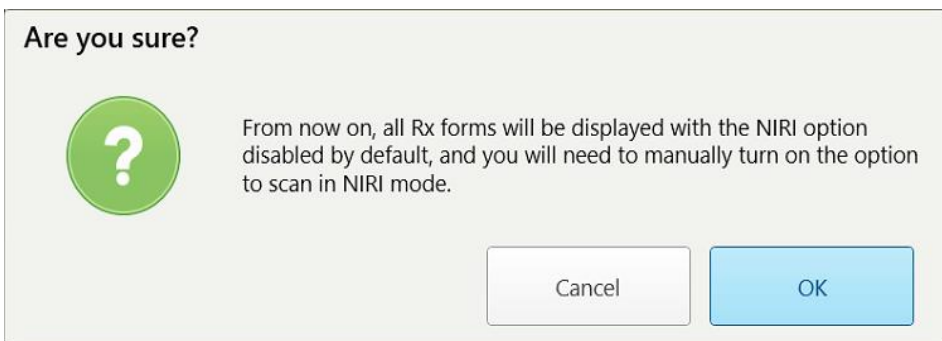 Are you sure?
?
From now on, all Rx forms will be displayed with the NIRI option
disabled by default, and you will need to manually turn on the option
to scan in NIRI mode.
Cancel
OK